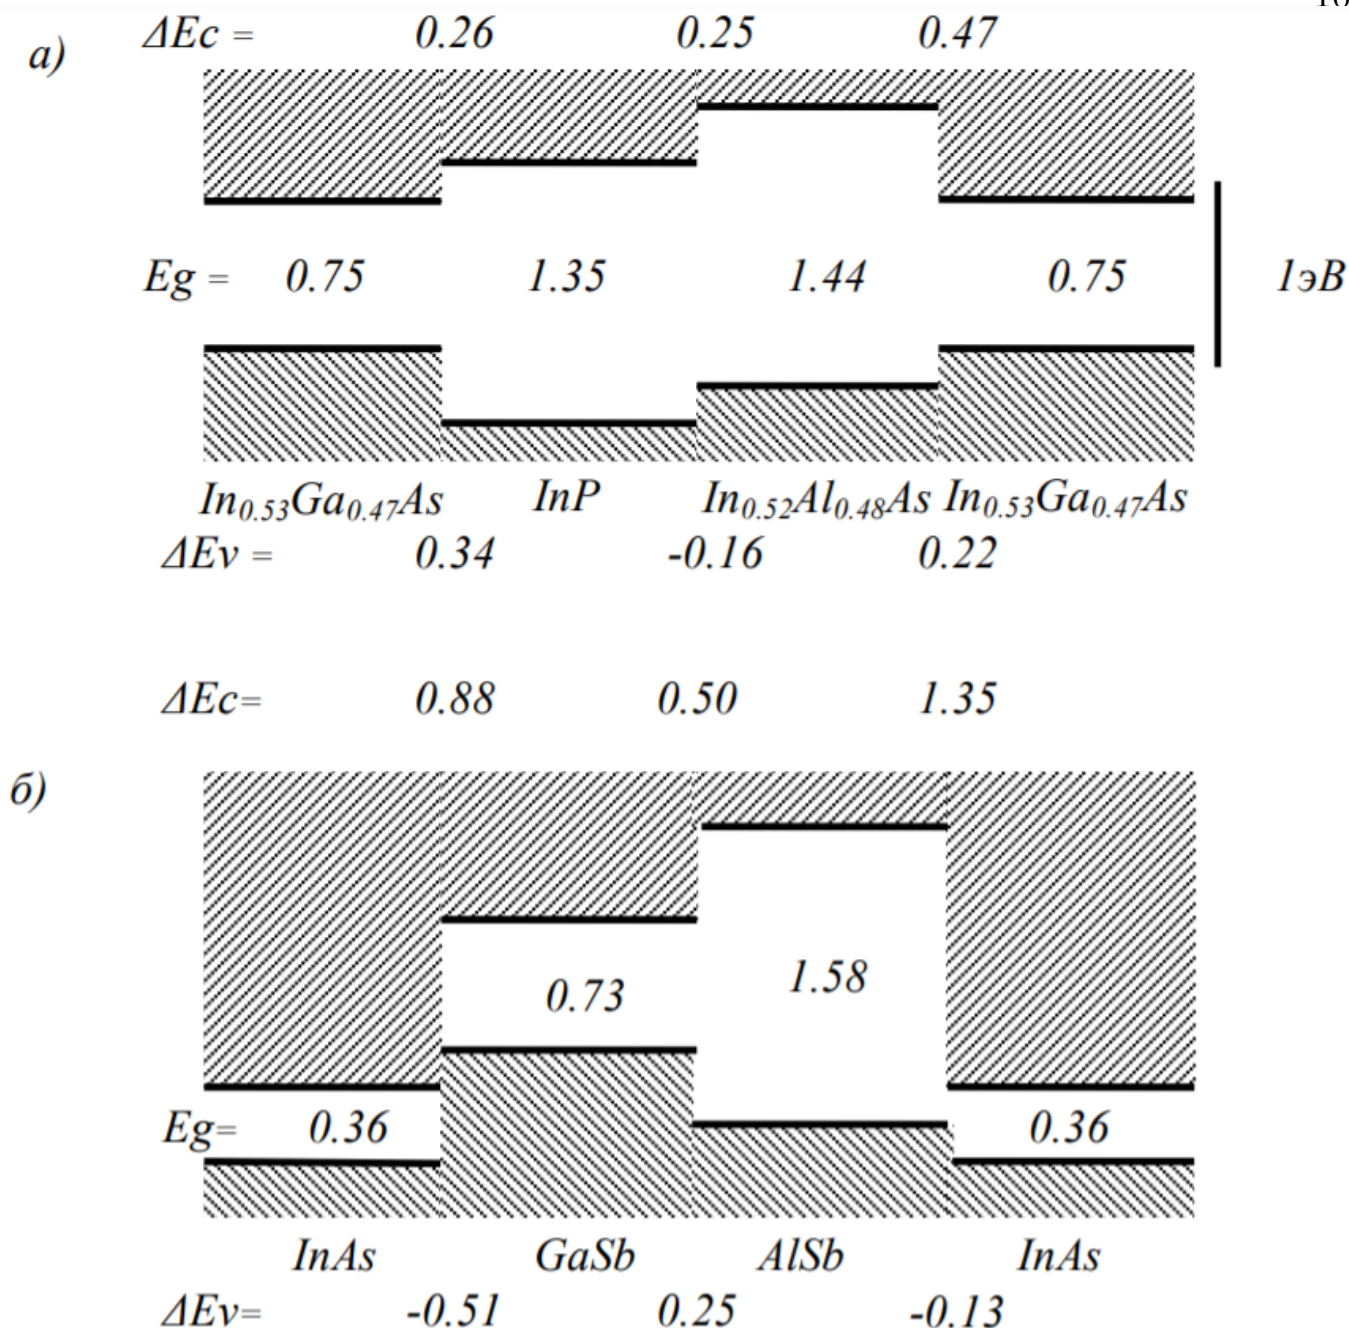 а) ΔEc = 0.26 0.25 0.47
Eg = 0.75 1.35 1.44 0.75 1эВ
In0.53Ga0.47As InP In0.52Al0.48As In0.53Ga0.47As
ΔEv = 0.34 -0.16 0.22
ΔEc= 0.88 0.50 1.35
б)
0.73 1.58
Eg= 0.36 0.36
InAs GaSb AlSb InAs
ΔEv= -0.51 0.25 -0.13